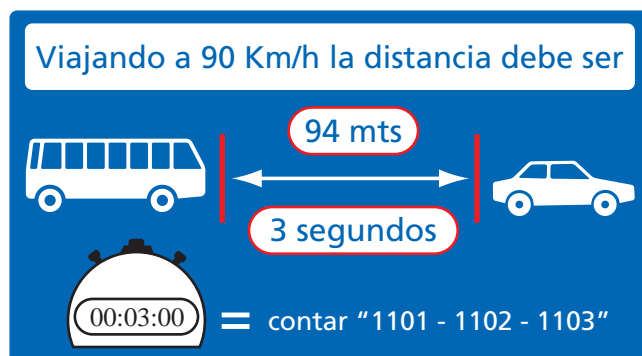 Viajando a 90 Km/h la distancia debe ser
94 mts
3 segundos
00:03:00 = contar “1101 - 1102 - 1103”